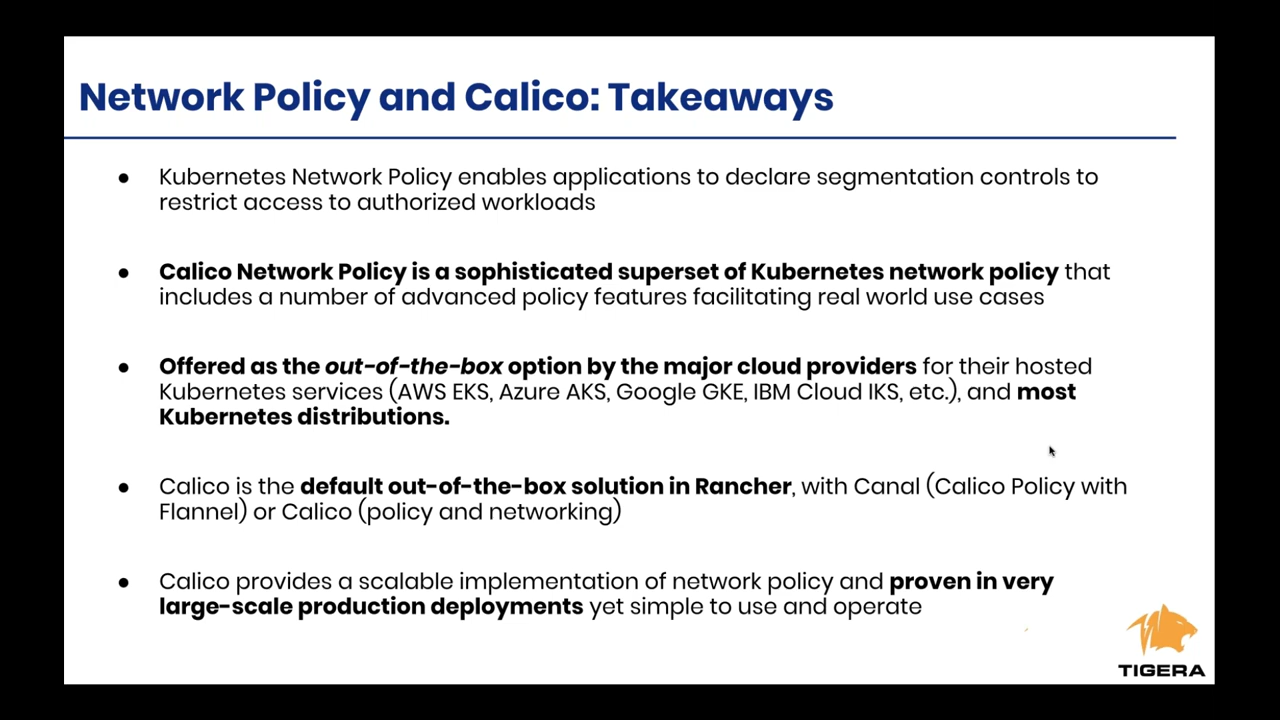 Network Policy and Calico: Takeaways
● Kubernetes Network Policy enables applications to declare segmentation controls to
restrict access to authorized workloads
● Calico Network Policy is a sophisticated superset of Kubernetes network policy that
includes a number of advanced policy features facilitating real world use cases
● Offered as the out-of-the-box option by the major cloud providers for their hosted
Kubernetes services (AWS EKS, Azure AKS, Google GKE, IBM Cloud IKS, etc.), and most
Kubernetes distributions.
● Calico is the default out-of-the-box solution in Rancher, with Canal (Calico Policy with
Flannel) or Calico (policy and networking)
● Calico provides a scalable implementation of network policy and proven in very
large-scale production deployments yet simple to use and operate
TIGERA